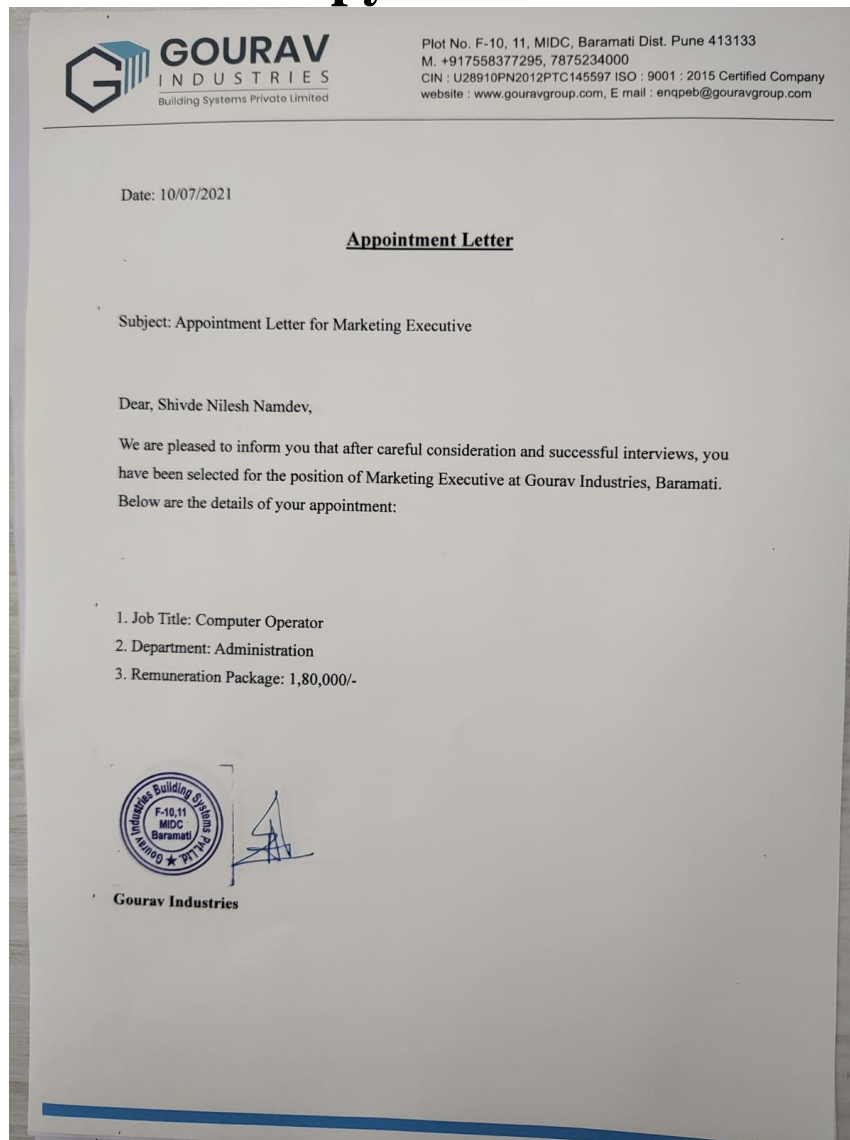 GOURAV
INDUSTRIES
Building Systems Private Limited
Plot No. F-10, 11, MIDC, Baramati Dist. Pune 413133
M. +917558377295, 7875234000
CIN : U28910PN2012PTC145597 ISO : 9001 : 2015 Certified Company
website : www.gouravgroup.com, E mail : enqpeb@gouravgroup.com
Date: 10/07/2021
Appointment Letter
Subject: Appointment Letter for Marketing Executive
Dear, Shivde Nilesh Namdev,
We are pleased to inform you that after careful consideration and successful interviews, you
have been selected for the position of Marketing Executive at Gourav Industries, Baramati.
Below are the details of your appointment:
1. Job Title: Computer Operator
2. Department: Administration
3. Remuneration Package: 1,80,000/-
Gourav Industries Building Systems Pvt.Ltd.
F-10,11
MIDC
Baramati
Gourav Industries